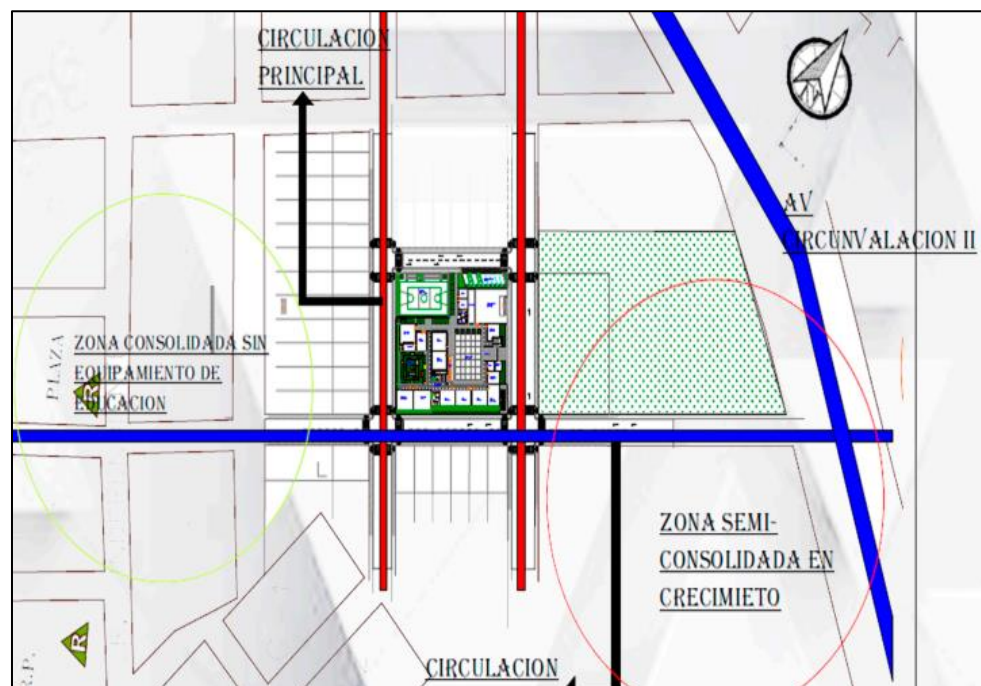 CIRCULACION
PRINCIPAL
AV
CIRCUNVALACION II
ZONA CONSOLIDADA SIN
EQUIPAMIENTO DE
EDUCACION
PLAZA
ZONA SEMI-
CONSOLIDADA EN
CRECIMIETO
R
R.P.
CIRCULACION